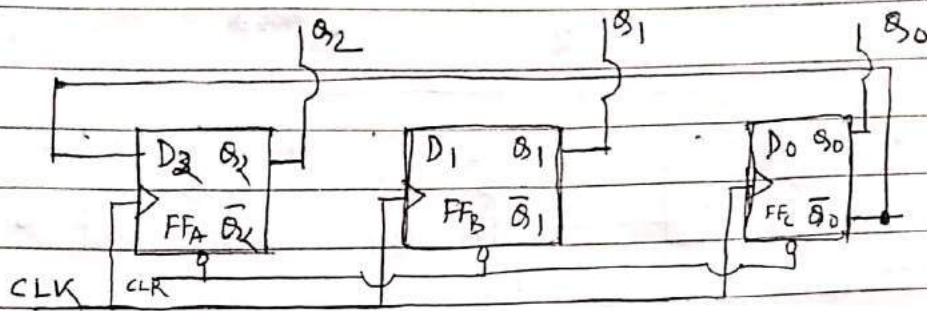 Q2 Q1 Q0
D2 Q2 D1 Q1 D0 Q0
FFA Q̅2 FFB Q̅1 FFC Q̅0
CLK CLR